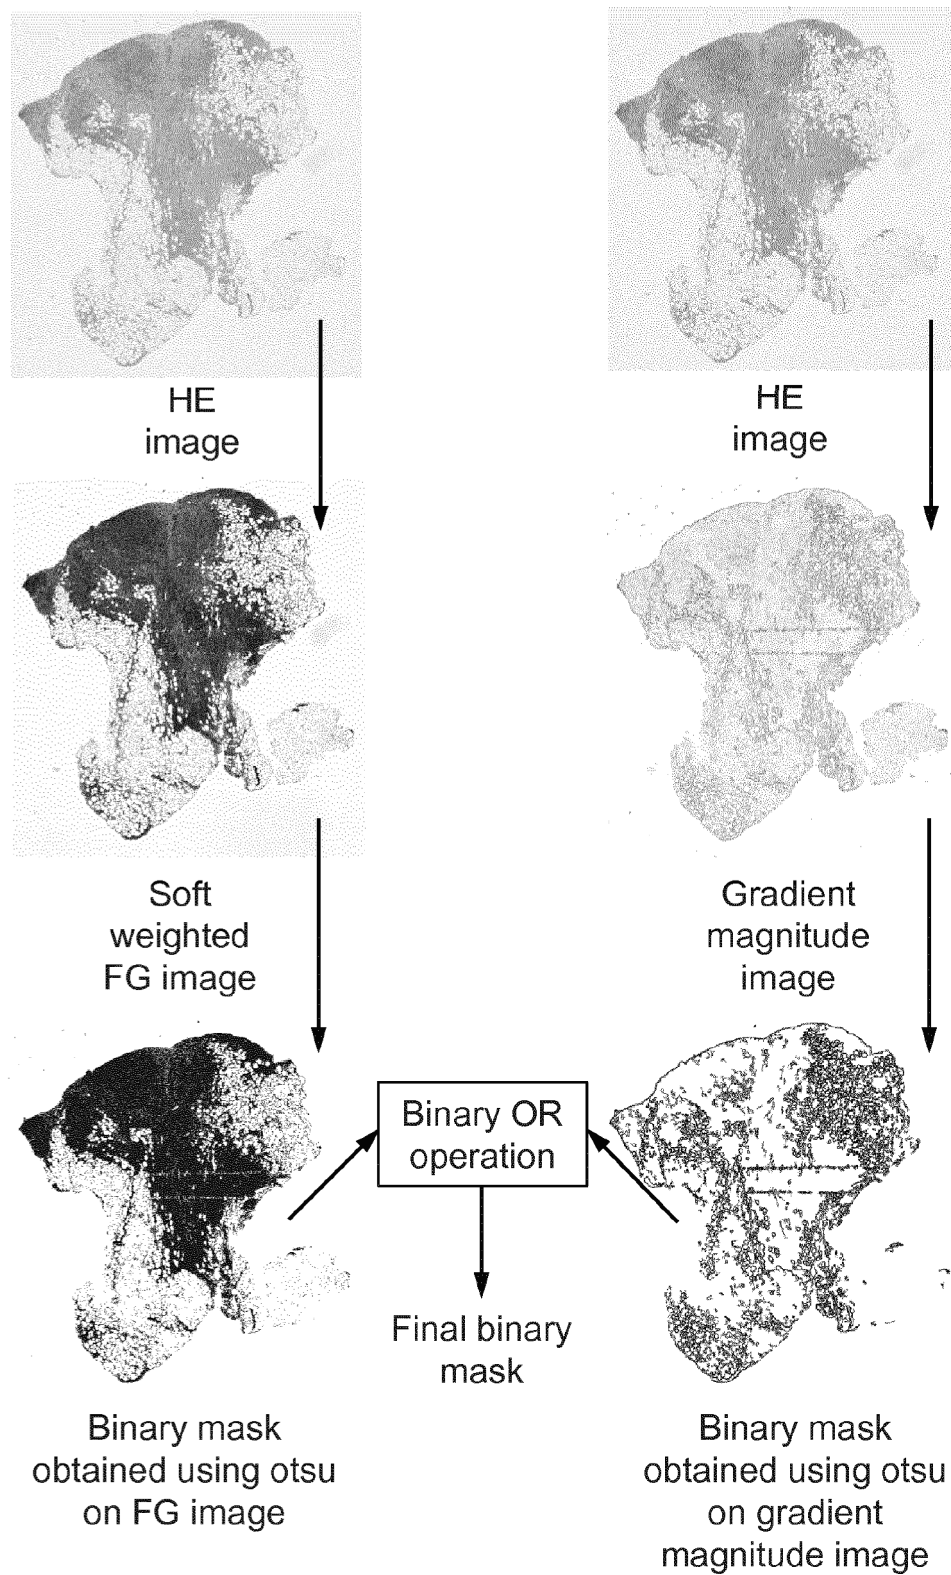 HE
image
HE
image
Soft
weighted
FG image
Gradient
magnitude
image
Binary OR
operation
Final binary
mask
Binary mask
obtained using otsu
on FG image
Binary mask
obtained using otsu
on gradient
magnitude image